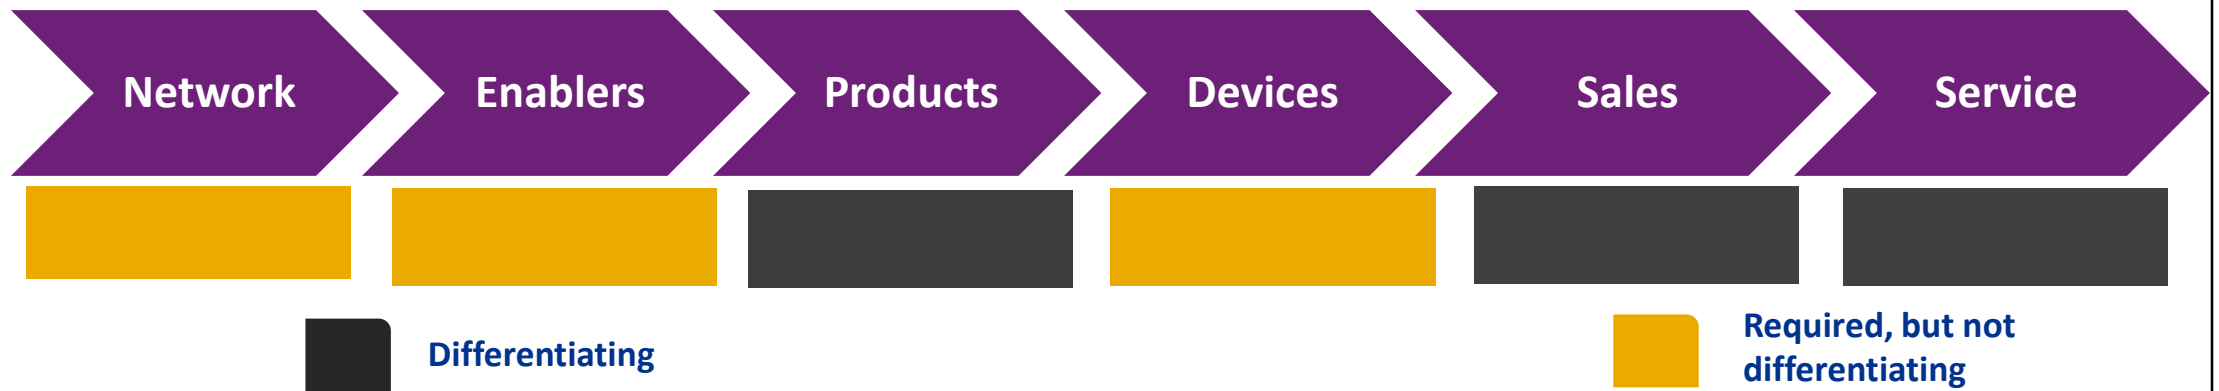 Network
Enablers
Products
Devices
Sales
Service
Differentiating
Required, but not
differentiating